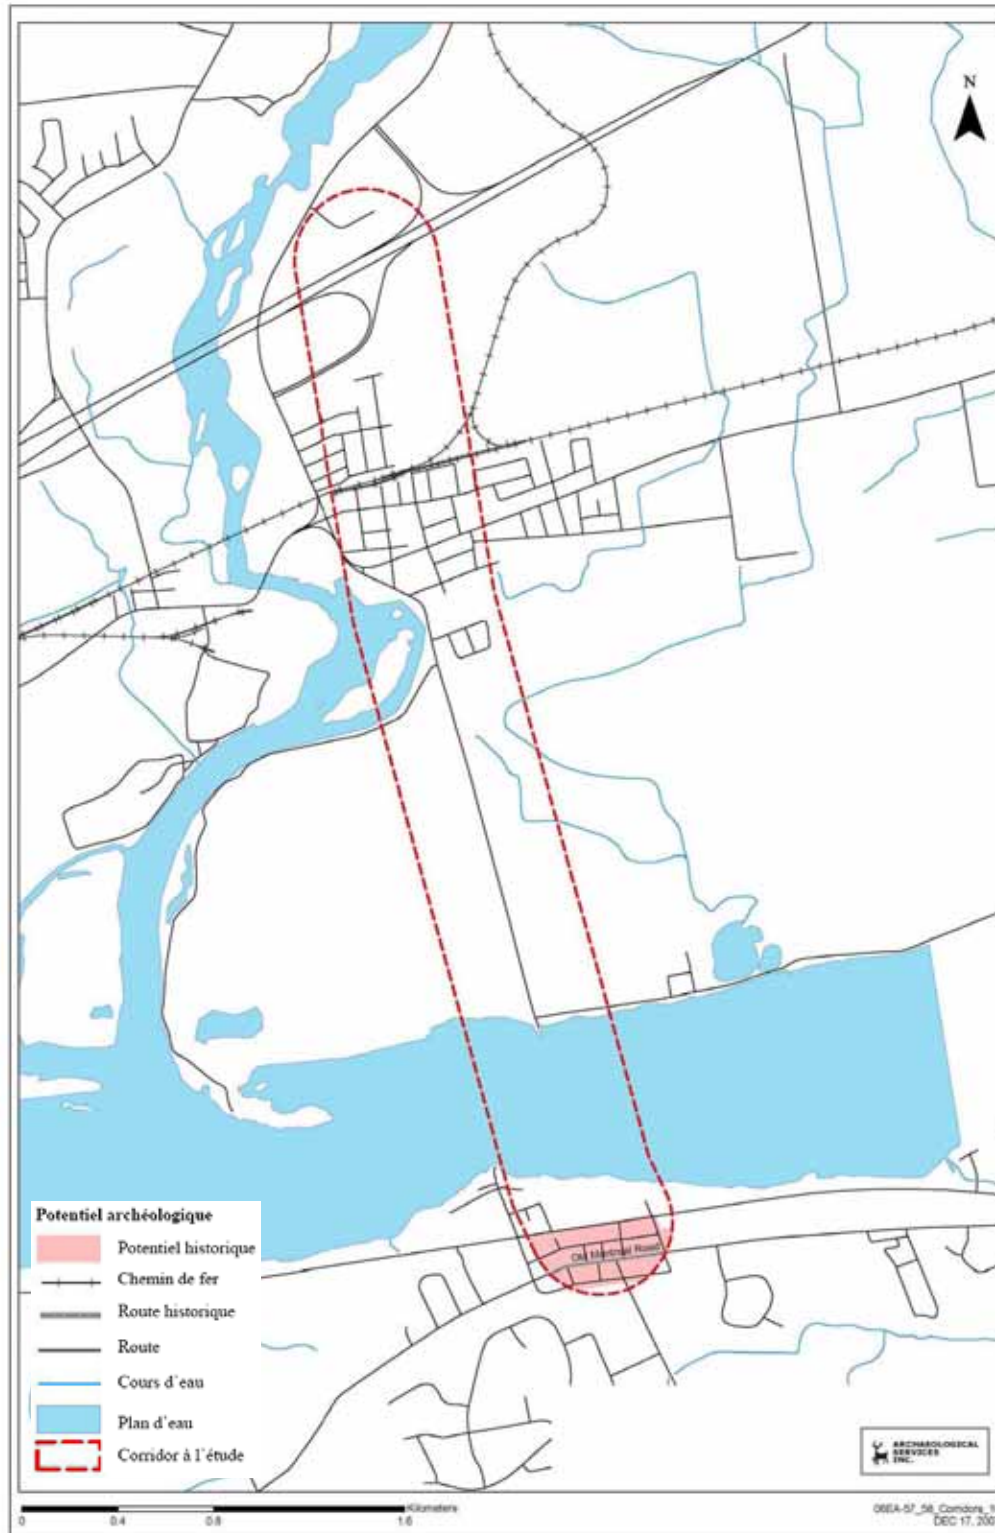 N
Old Montreal Road
Potentiel archéologique
Potentiel historique
Chemin de fer
Route historique
Route
Cours d'eau
Plan d'eau
Corridor à l'étude
ARCHAEOLOGICAL
SERVICES
INC.
Kilometers
0 0.4 0.8 1.6
DEC 17, 200